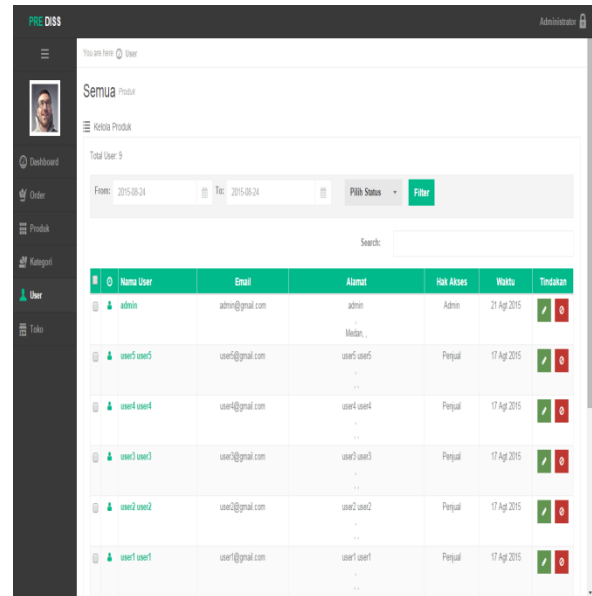 PRE DISS
Administrator
You are here User
Semua Produk
Kelola Produk
Dashboard
Order
Produk
Kategori
User
Toko
Total User: 9
From: 2015-08-24 To: 2015-08-24 Pilih Status Filter
Search:
Nama User Email Alamat Hak Akses Waktu Tindakan
admin admin@gmail.com admin Admin 21 Agt 2015
,
Medan, ,
user5 user5 user5@gmail.com user5 user5 Penjual 17 Agt 2015
,
, ,
user4 user4 user4@gmail.com user4 user4 Penjual 17 Agt 2015
,
, ,
user3 user3 user3@gmail.com user3 user3 Penjual 17 Agt 2015
,
, ,
user2 user2 user2@gmail.com user2 user2 Penjual 17 Agt 2015
,
, ,
user1 user1 user1@gmail.com user1 user1 Penjual 17 Agt 2015
,
, ,